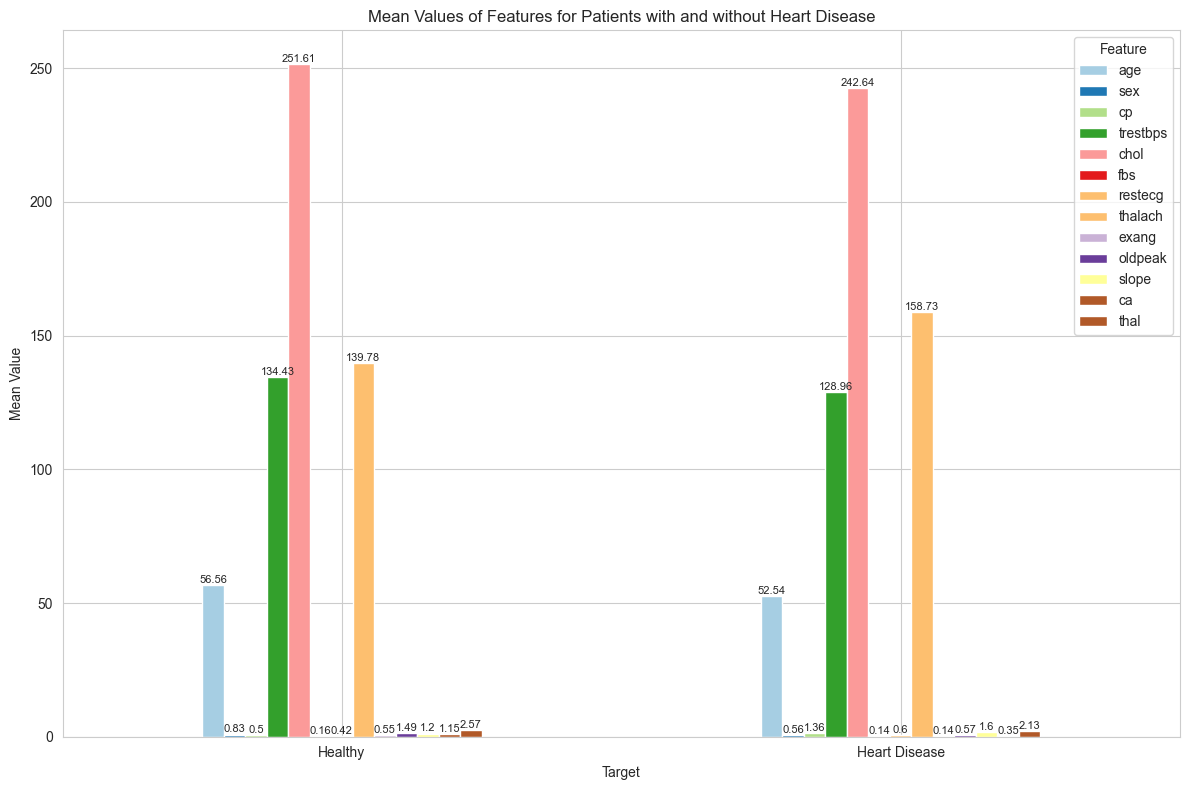 Mean Values of Features for Patients with and without Heart Disease
Feature
age
sex
cp
trestbps
chol
fbs
restecg
thalach
exang
oldpeak
slope
ca
thal
Mean Value
250
200
150
100
50
0
56.56
0.83
0.5
134.43
251.61
0.16
0.42
139.78
0.55
1.49
1.2
1.15
2.57
52.54
0.56
1.36
128.96
242.64
0.14
0.6
158.73
0.14
0.57
1.6
0.35
2.13
Healthy
Heart Disease
Target